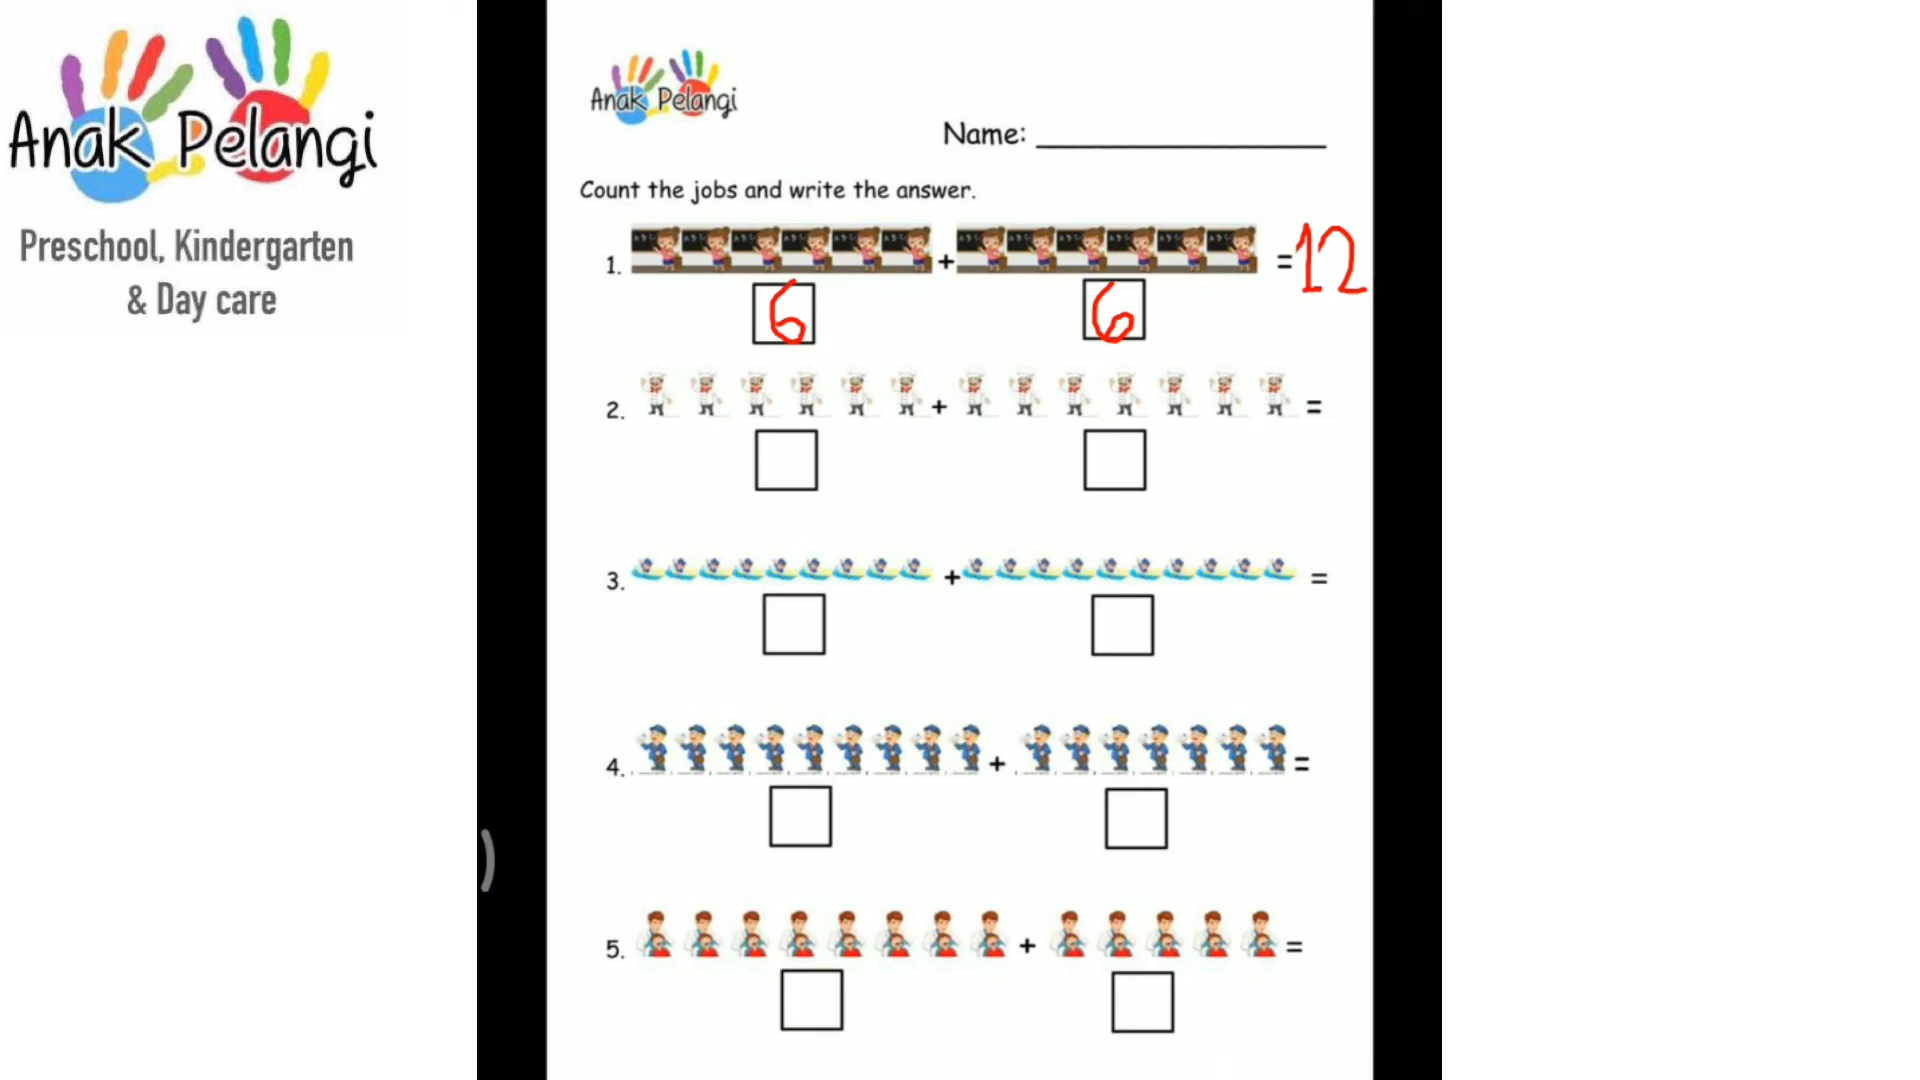 Anak Pelangi
Preschool, Kindergarten
& Day care
Anak Pelangi
Name: ____________________
Count the jobs and write the answer.
1. + =12
6 6
2. + =
3. + =
4. + =
5. + =